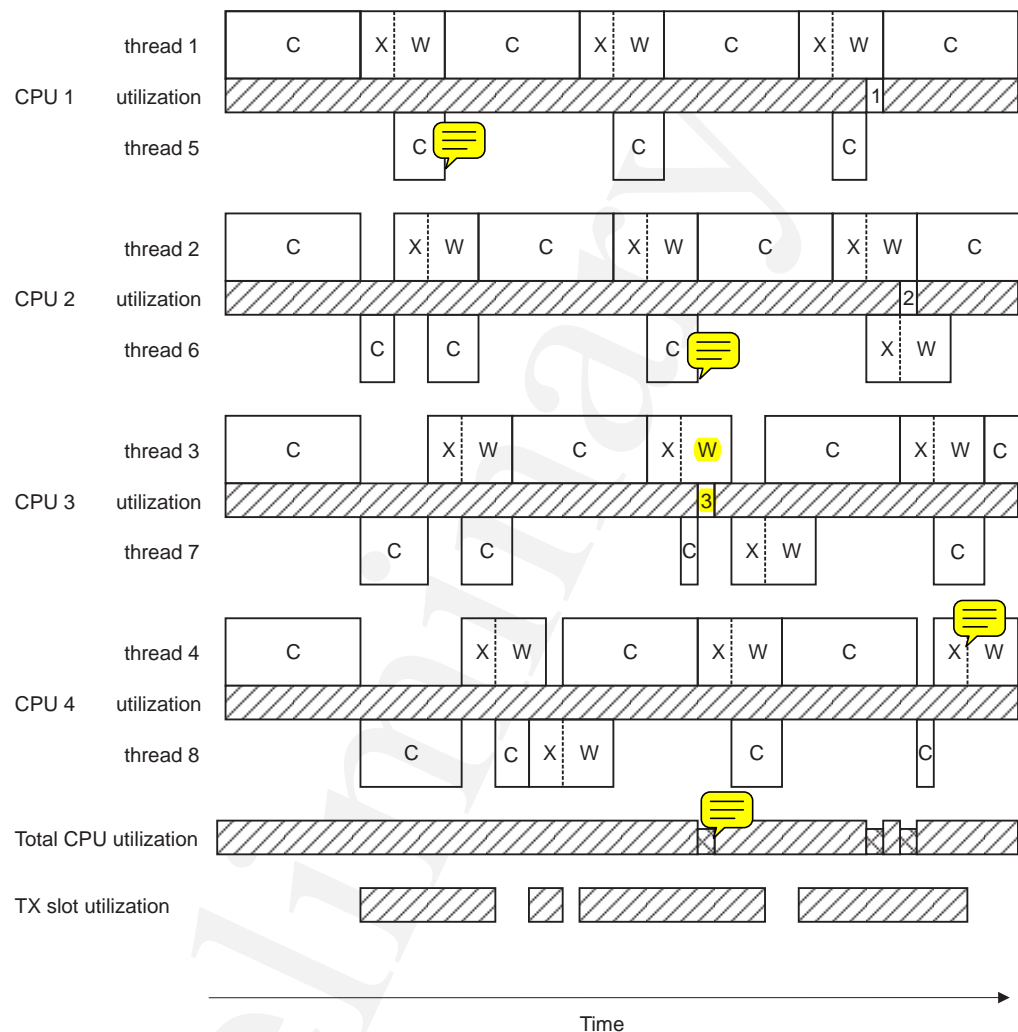 thread 1 C X W C X W C X W C
CPU 1 utilization 1
thread 5 C C C
thread 2 C X W C X W C X W C
CPU 2 utilization 2
thread 6 C C C X W
thread 3 C X W C X W C X W C
CPU 3 utilization 3
thread 7 C C C X W C
thread 4 C X W C X W C X W
CPU 4 utilization
thread 8 C C X W C C
Total CPU utilization
TX slot utilization
Time
eliminary